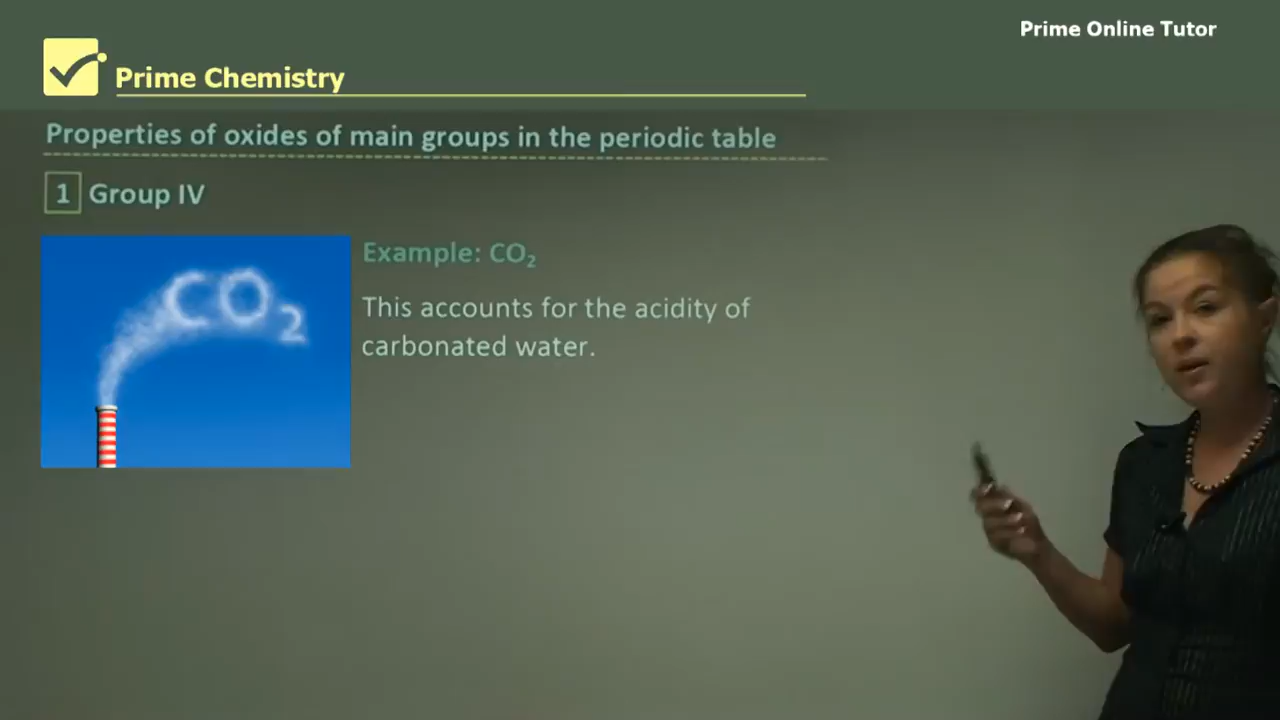 Prime Online Tutor
Prime Chemistry
Properties of oxides of main groups in the periodic table
1 Group IV
CO₂
Example: CO₂
This accounts for the acidity of
carbonated water.